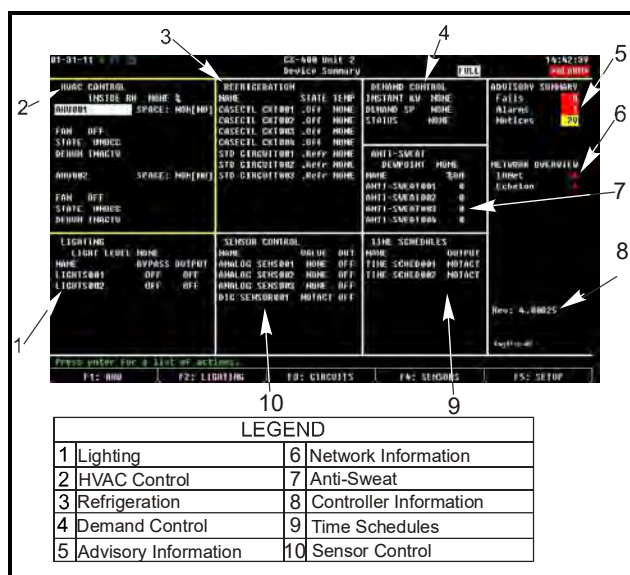 3
4
01-31-11
CX-400 Unit 2
Device Summary
FULL
14:42:39
*ALARM*
5
2
HVAC CONTROL
INSIDE RH NONE %
AHU001 SPACE: NON[NO]
FAN OFF
STATE UNOCC
DEHUM INACTV
AHU002 SPACE: NON[NO]
FAN OFF
STATE UNOCC
DEHUM INACTV
REFRIGERATION
NAME STATE TEMP
CASECTL CKT001 .Off NONE
CASECTL CKT002 .Off NONE
CASECTL CKT003 .Off NONE
CASECTL CKT004 .Off NONE
STD CIRCUIT001 .Refr NONE
STD CIRCUIT002 .Refr NONE
STD CIRCUIT003 .Refr NONE
DEMAND CONTROL
INSTANT KW NONE
DEMAND SP NONE
STATUS NONE
ANTI-SWEAT
DEWPOINT NONE
NAME %ON
ANTI-SWEAT001 0
ANTI-SWEAT002 0
ANTI-SWEAT003 0
ANTI-SWEAT004 0
ADVISORY SUMMARY
Fails
Alarms
Notices 20
6
NETWORK OVERVIEW
IONet
Echelon
7
LIGHTING
LIGHT LEVEL NONE
NAME BYPASS OUTPUT
LIGHTS001 OFF OFF
LIGHTS002 OFF OFF
SENSOR CONTROL
NAME VALUE OUT
ANALOG SENS001 NONE OFF
ANALOG SENS002 NONE OFF
ANALOG SENS003 NONE OFF
DIG SENSOR001 NOTACT OFF
TIME SCHEDULES
NAME OUTPUT
TIME SCHED001 NOTACT
TIME SCHED002 NOTACT
8
Rev: 4.00B25
1
Press enter for a list of actions.
F1: AHU
F2: LIGHTING
F3: CIRCUITS
F4: SENSORS
F5: SETUP
10
9
LEGEND
1 Lighting
6 Network Information
2 HVAC Control
7 Anti-Sweat
3 Refrigeration
8 Controller Information
4 Demand Control
9 Time Schedules
5 Advisory Information
10 Sensor Control